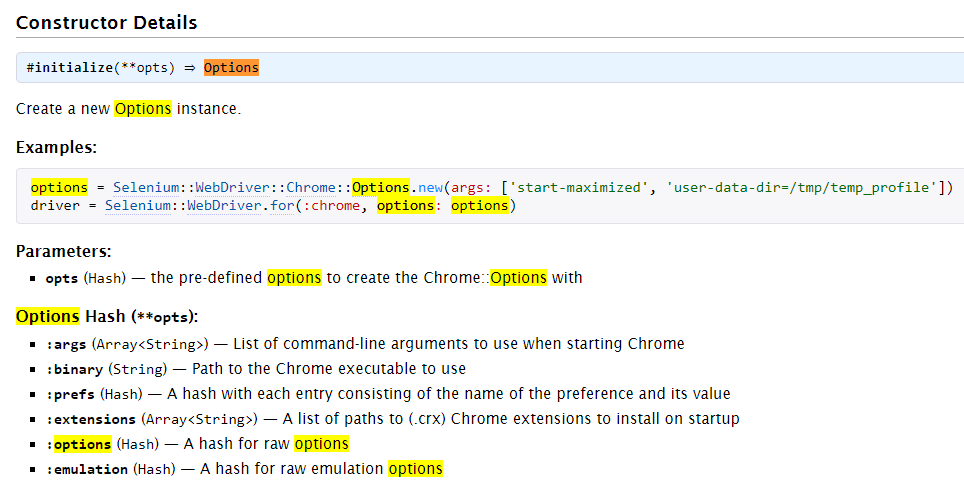 Constructor Details
#initialize(**opts) ⇒ Options
Create a new Options instance.
Examples:
options = Selenium::WebDriver::Chrome::Options.new(args: ['start-maximized', 'user-data-dir=/tmp/temp_profile'])
driver = Selenium::WebDriver.for(:chrome, options: options)
Parameters:
▪ opts (Hash) — the pre-defined options to create the Chrome::Options with
Options Hash (**opts):
▪ :args (Array<String>) — List of command-line arguments to use when starting Chrome
▪ :binary (String) — Path to the Chrome executable to use
▪ :prefs (Hash) — A hash with each entry consisting of the name of the preference and its value
▪ :extensions (Array<String>) — A list of paths to (.crx) Chrome extensions to install on startup
▪ :options (Hash) — A hash for raw options
▪ :emulation (Hash) — A hash for raw emulation options